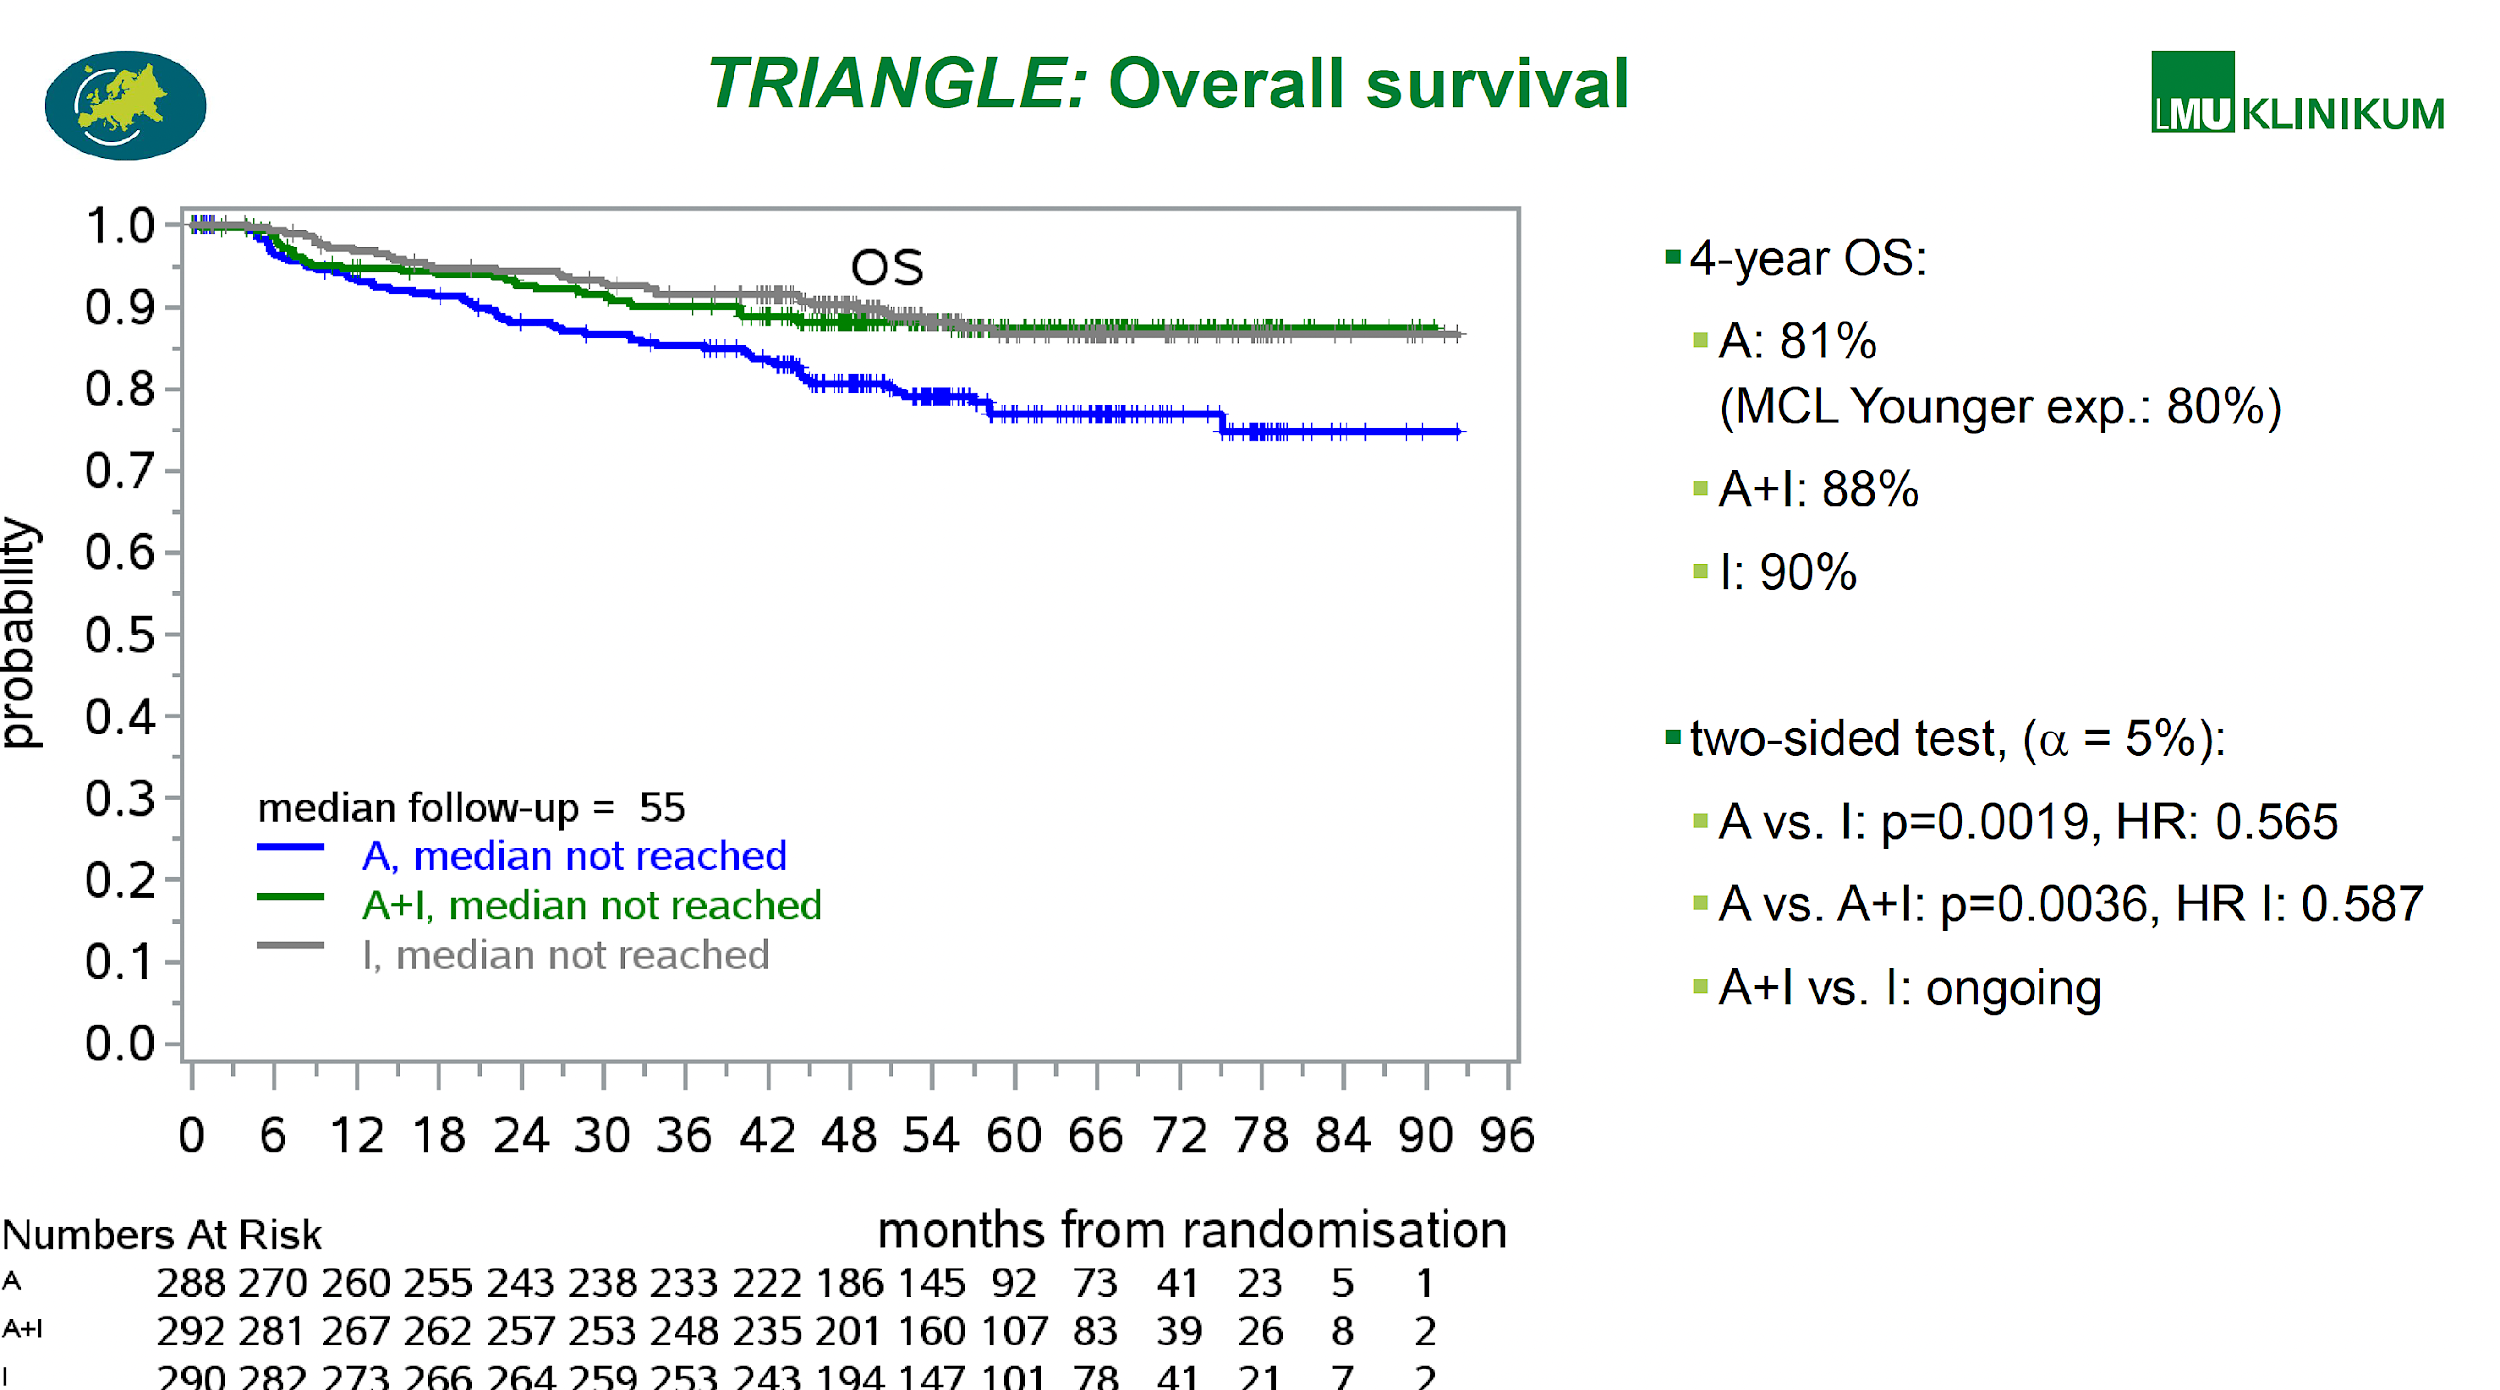 TRIANGLE: Overall survival
LMU KLINIKUM
1.0
0.9
0.8
0.7
0.6
0.5
0.4
0.3
0.2
0.1
0.0
probability
OS
median follow-up = 55
A, median not reached
A+I, median not reached
I, median not reached
0 6 12 18 24 30 36 42 48 54 60 66 72 78 84 90 96
months from randomisation
Numbers At Risk
A 288 270 260 255 243 238 233 222 186 145 92 73 41 23 5 1
A+I 292 281 267 262 257 253 248 235 201 160 107 83 39 26 8 2
I 290 282 273 266 264 259 253 243 194 147 101 78 41 21 7 2
4-year OS:
A: 81%
(MCL Younger exp.: 80%)
A+I: 88%
I: 90%
two-sided test, (α = 5%):
A vs. I: p=0.0019, HR: 0.565
A vs. A+I: p=0.0036, HR I: 0.587
A+I vs. I: ongoing